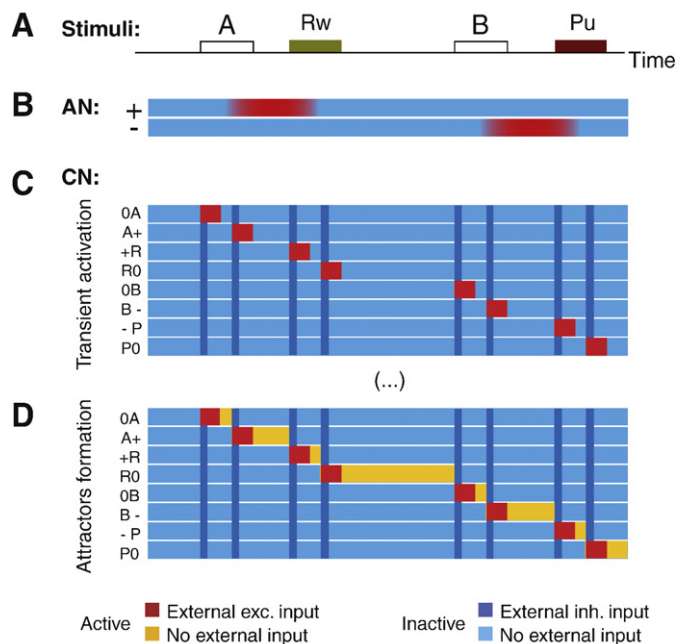 A Stimuli: A Rw B Pu
Time
B AN: +
-
C CN:
Transient activation
0A
A+
+R
R0
0B
B -
- P
P0
(...)
D
Attractors formation
0A
A+
+R
R0
0B
B -
- P
P0
Active External exc. input
No external input
Inactive External inh. input
No external input